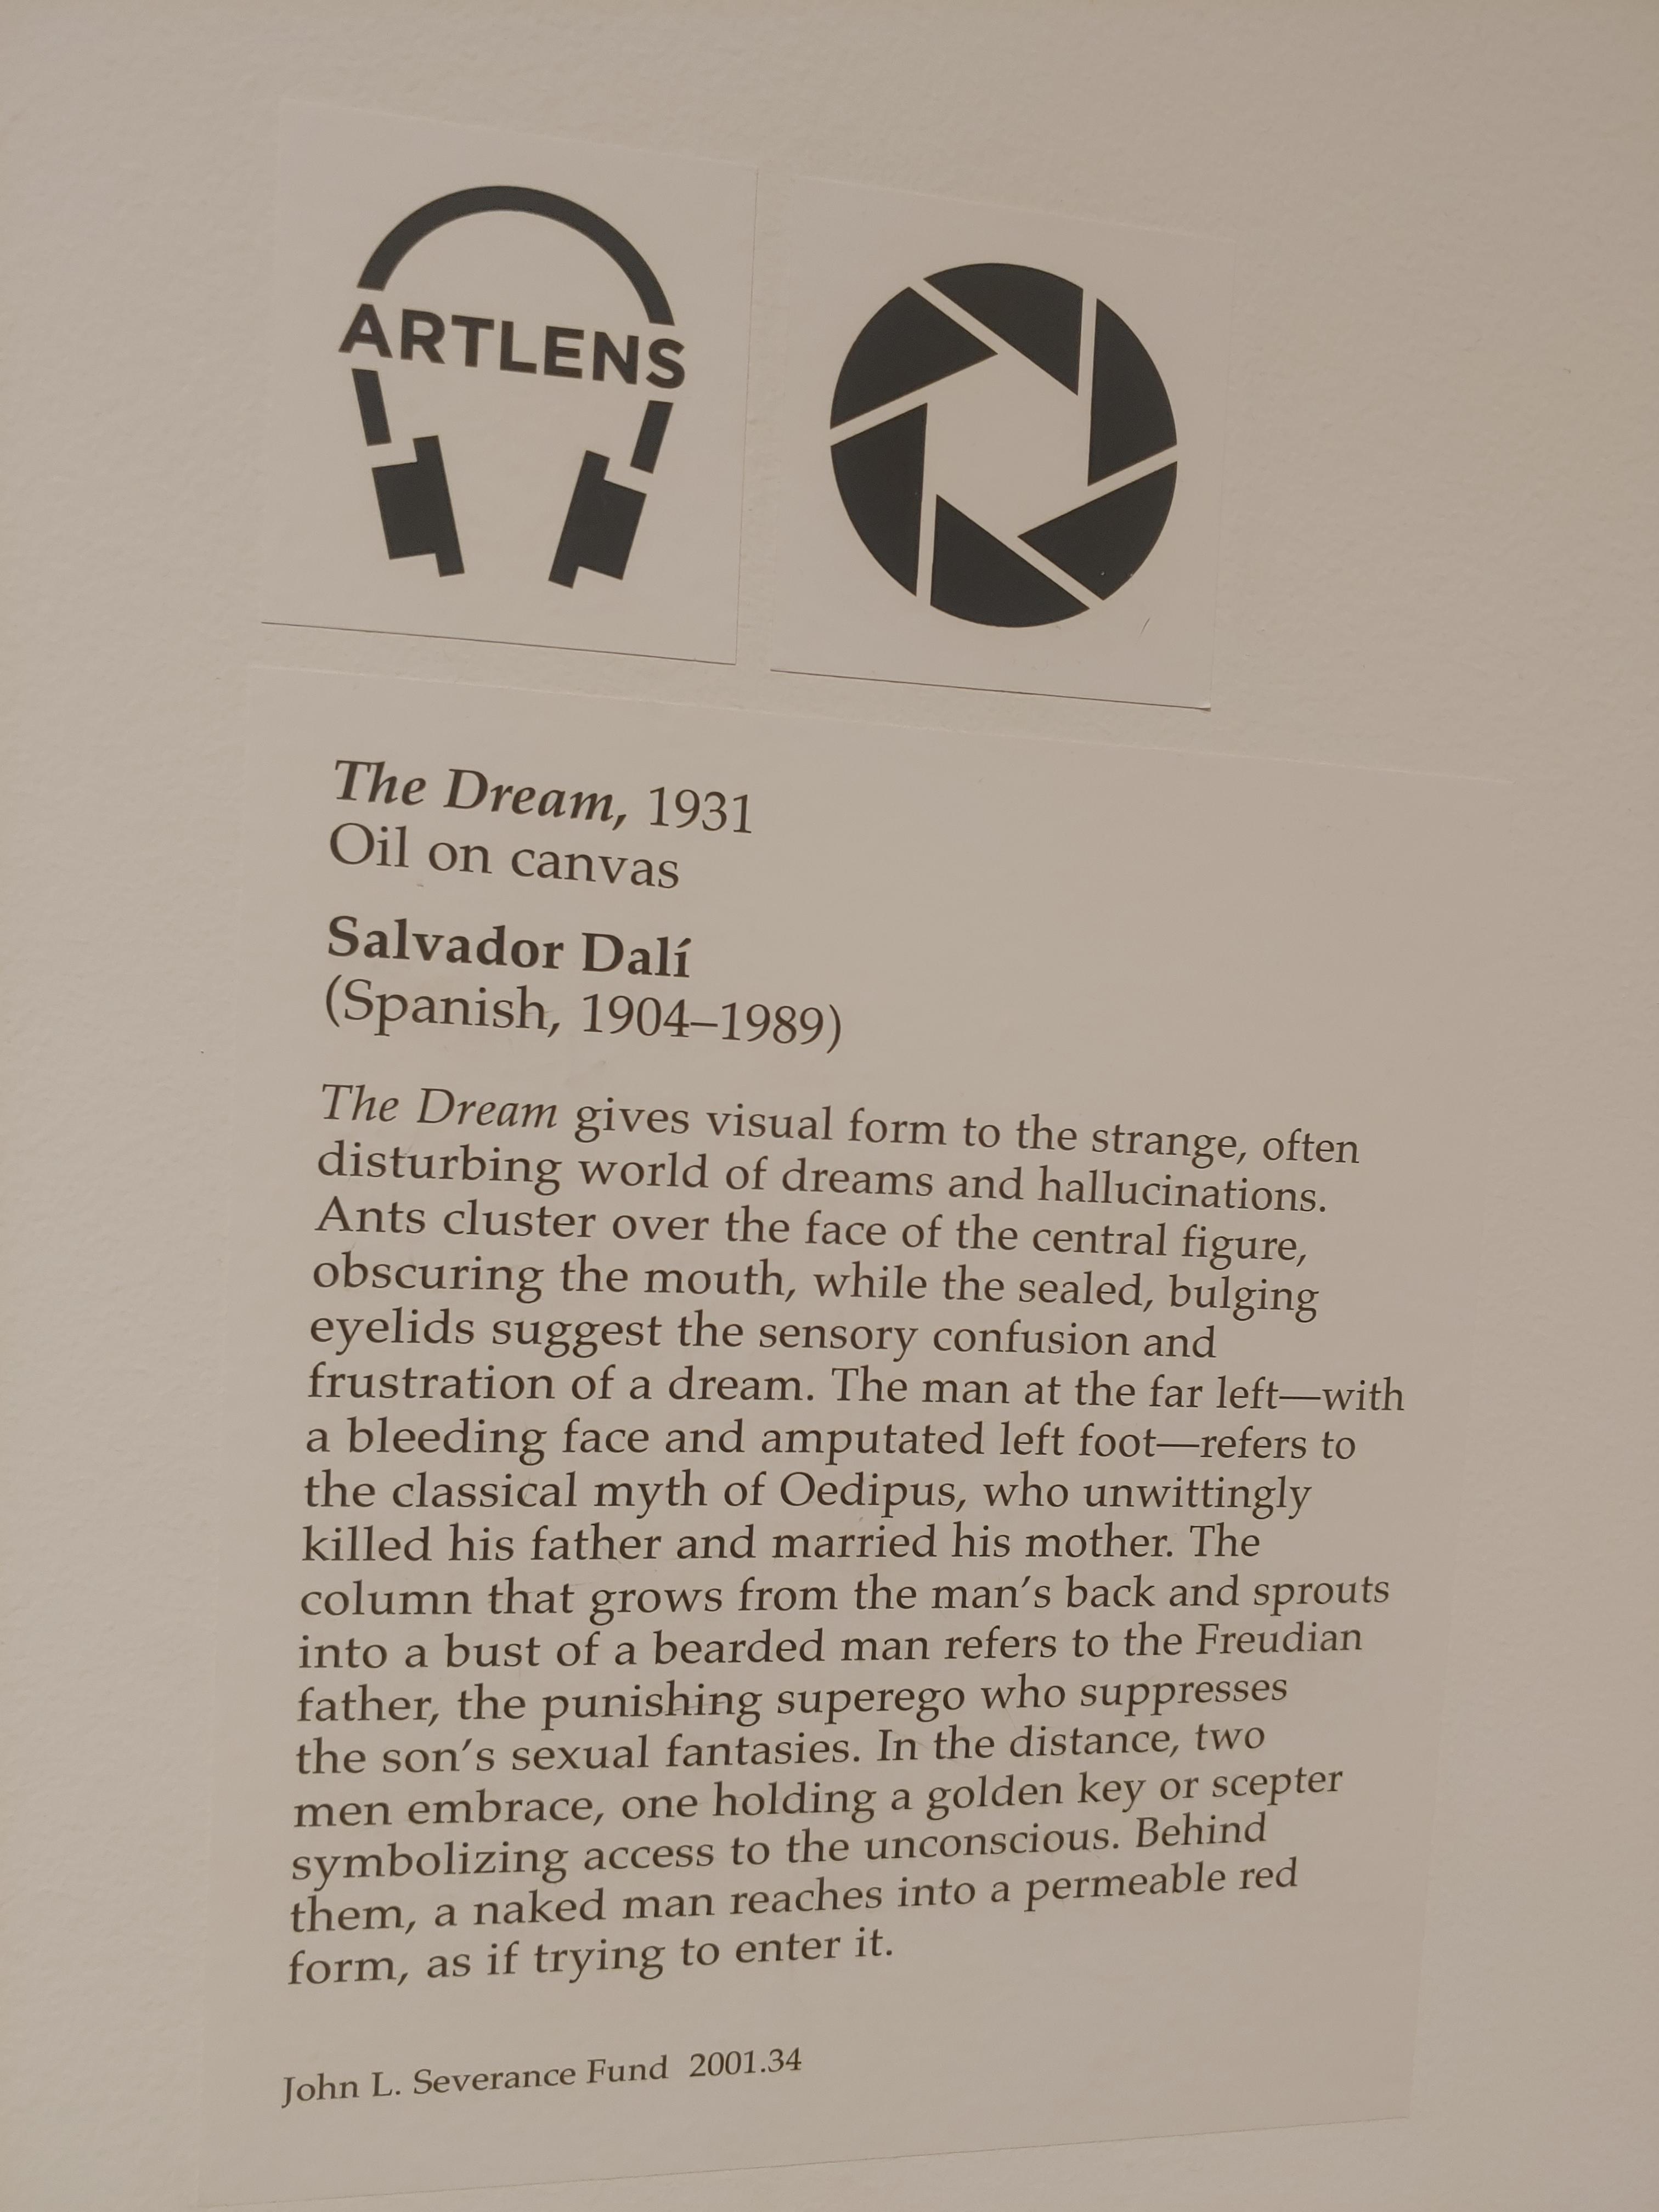 ARTLENS
The Dream, 1931
Oil on canvas
Salvador Dalí
(Spanish, 1904–1989)
The Dream gives visual form to the strange, often
disturbing world of dreams and hallucinations.
Ants cluster over the face of the central figure,
obscuring the mouth, while the sealed, bulging
eyelids suggest the sensory confusion and
frustration of a dream. The man at the far left—with
a bleeding face and amputated left foot—refers to
the classical myth of Oedipus, who unwittingly
killed his father and married his mother. The
column that grows from the man's back and sprouts
into a bust of a bearded man refers to the Freudian
father, the punishing superego who suppresses
the son's sexual fantasies. In the distance, two
men embrace, one holding a golden key or scepter
symbolizing access to the unconscious. Behind
them, a naked man reaches into a permeable red
form, as if trying to enter it.
John L. Severance Fund 2001.34